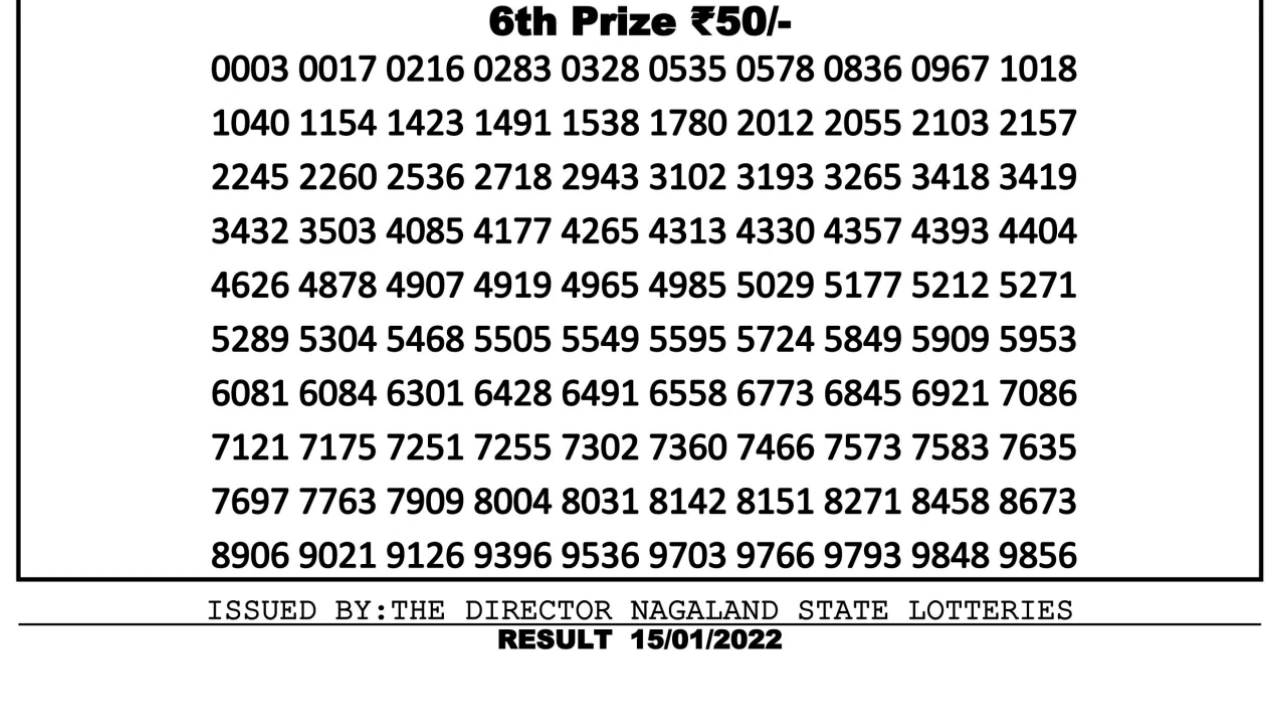 6th Prize ₹50/-
0003 0017 0216 0283 0328 0535 0578 0836 0967 1018
1040 1154 1423 1491 1538 1780 2012 2055 2103 2157
2245 2260 2536 2718 2943 3102 3193 3265 3418 3419
3432 3503 4085 4177 4265 4313 4330 4357 4393 4404
4626 4878 4907 4919 4965 4985 5029 5177 5212 5271
5289 5304 5468 5505 5549 5595 5724 5849 5909 5953
6081 6084 6301 6428 6491 6558 6773 6845 6921 7086
7121 7175 7251 7255 7302 7360 7466 7573 7583 7635
7697 7763 7909 8004 8031 8142 8151 8271 8458 8673
8906 9021 9126 9396 9536 9703 9766 9793 9848 9856
ISSUED BY:THE DIRECTOR NAGALAND STATE LOTTERIES
RESULT 15/01/2022